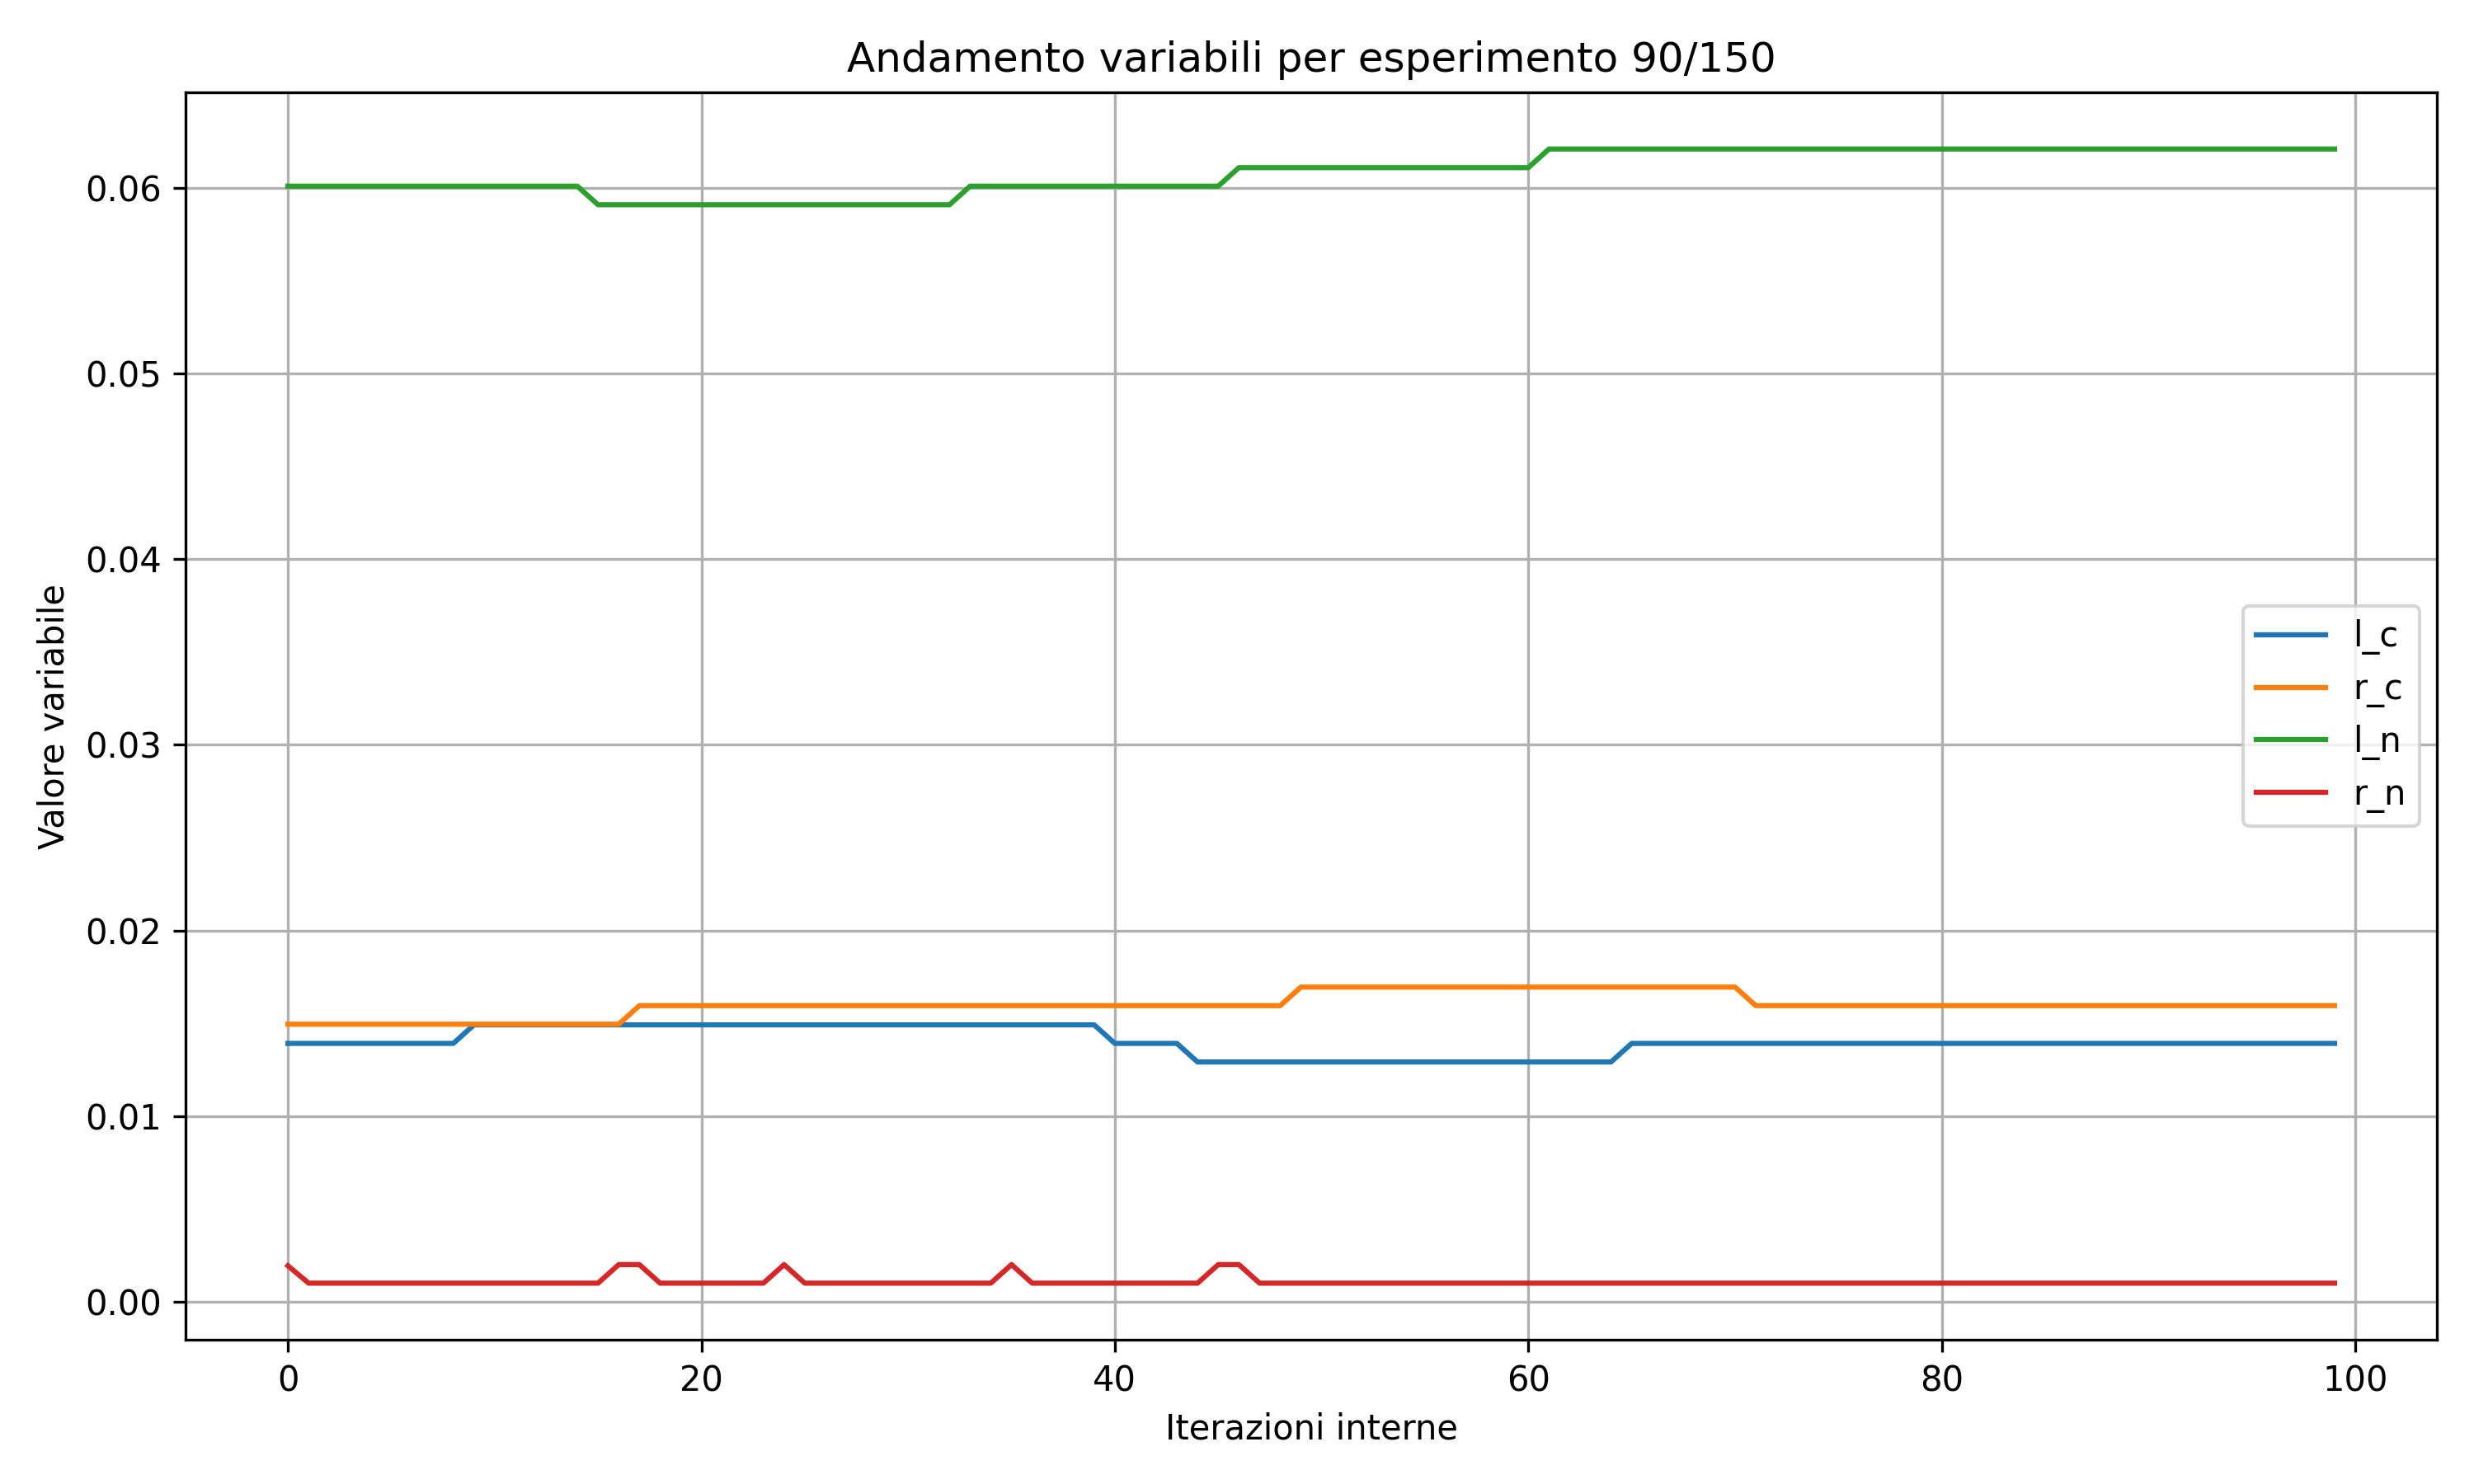 Andamento variabili per esperimento 90/150
Valore variabile
0.06
0.05
0.04
0.03
0.02
0.01
0.00
l_c
r_c
l_n
r_n
0 20 40 60 80 100
Iterazioni interne